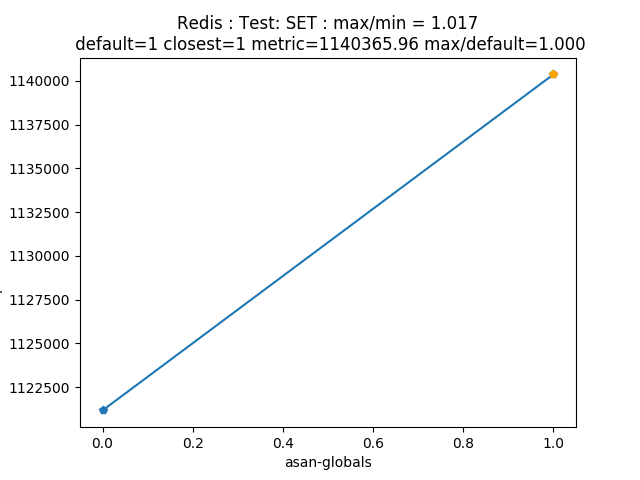 Redis : Test: SET : max/min = 1.017
default=1 closest=1 metric=1140365.96 max/default=1.000
1140000
1137500
1135000
1132500
1130000
1127500
1125000
1122500
0.0 0.2 0.4 0.6 0.8 1.0
asan-globals